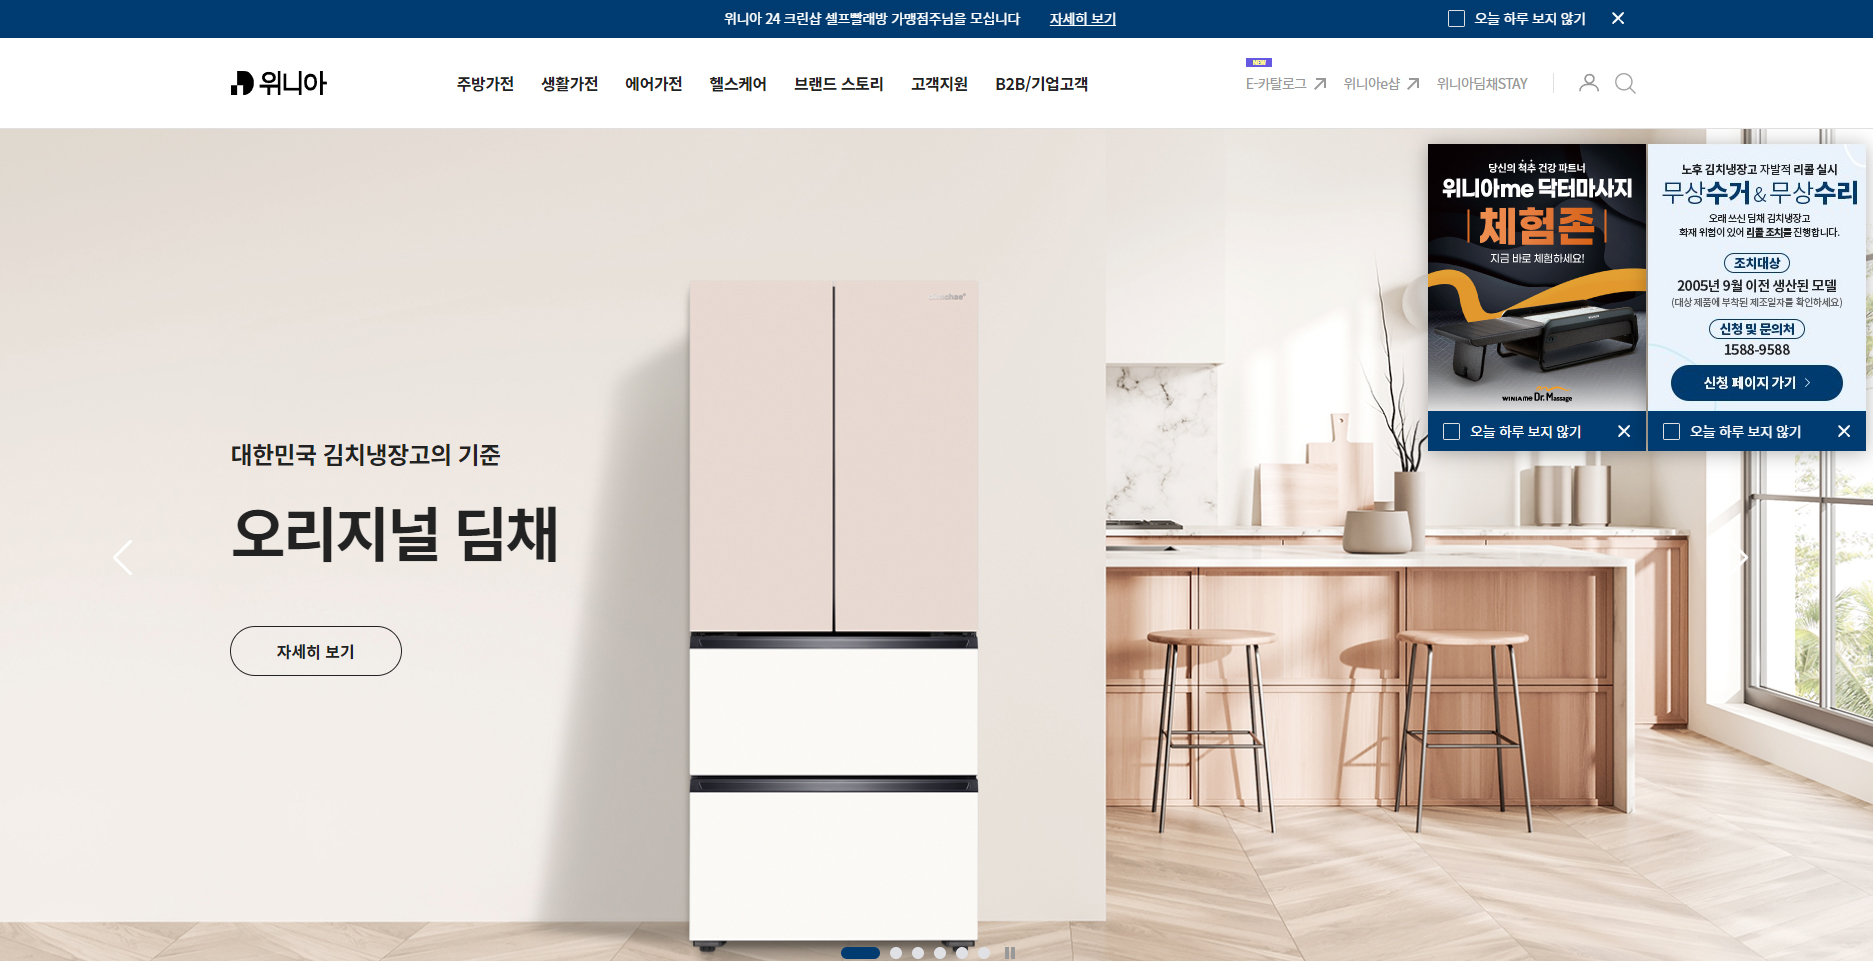 위니아 24 크린샵 셀프빨래방 가맹점주님을 모십니다 자세히 보기
오늘 하루 보지 않기
위니아
주방가전 생활가전 에어가전 헬스케어 브랜드 스토리 고객지원 B2B/기업고객
NEW
E-카탈로그 위니아e샵 위니아딤채STAY
당신의 척추 건강 파트너
위니아me 닥터마사지
체험존
지금 바로 체험하세요!
WINIA me Dr. Massage
오늘 하루 보지 않기
노후 김치냉장고 자발적 리콜 실시
무상수거&무상수리
오래 쓰신 딤채 김치냉장고
화재 위험이 있어 리콜 조치를 진행합니다.
조치대상
2005년 9월 이전 생산된 모델
(대상 제품에 부착된 제조일자를 확인하세요)
신청 및 문의처
1588-9588
신청 페이지 가기
오늘 하루 보지 않기
대한민국 김치냉장고의 기준
오리지널 딤채
자세히 보기